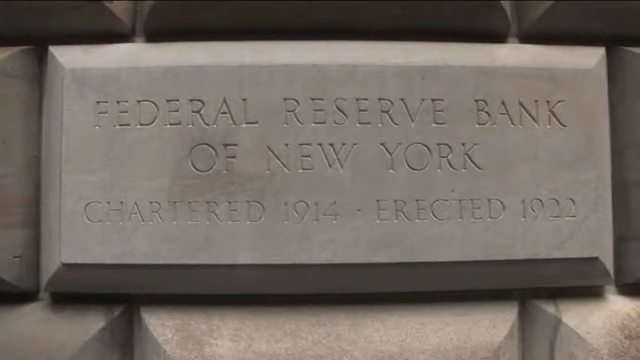 FEDERAL RESERVE BANK
OF NEW YORK
CHARTERED 1914 · ERECTED 1922